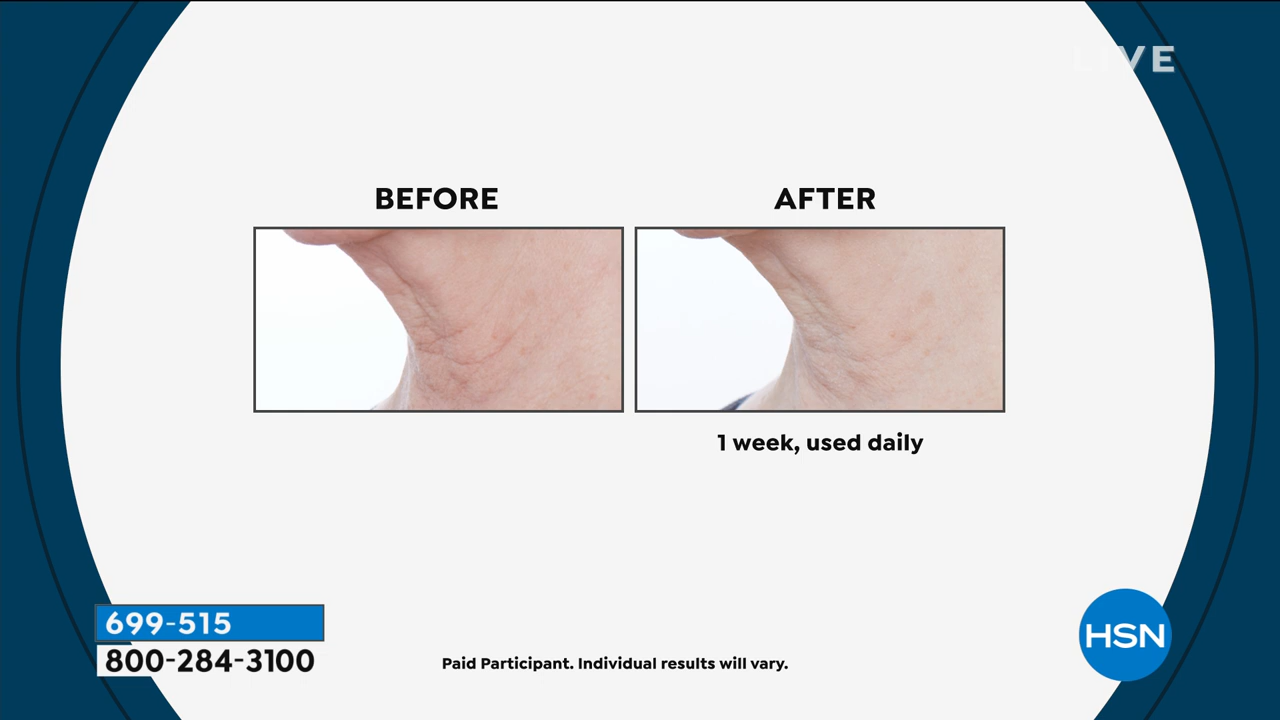 LIVE
BEFORE
AFTER
1 week, used daily
699-515
800-284-3100
Paid Participant. Individual results will vary.
HSN